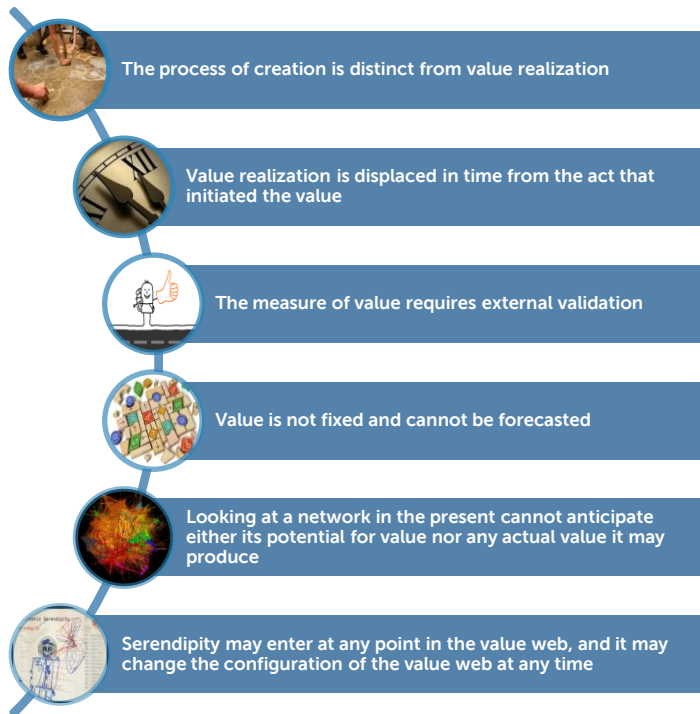 The process of creation is distinct from value realization
XII
XI
Value realization is displaced in time from the act that
initiated the value
The measure of value requires external validation
Value is not fixed and cannot be forecasted
Looking at a network in the present cannot anticipate
either its potential for value nor any actual value it may
produce
Serendipity
Serendipity may enter at any point in the value web, and it may
change the configuration of the value web at any time